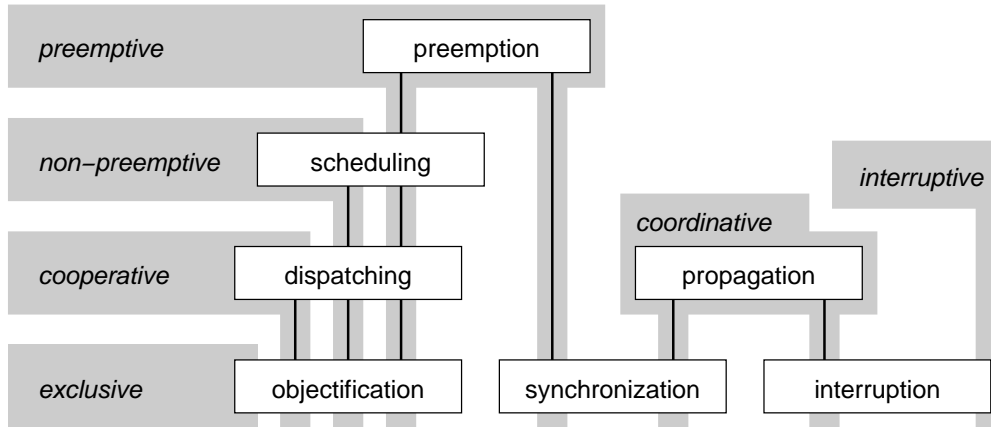 preemptive
preemption
non−preemptive
scheduling
interruptive
coordinative
cooperative
dispatching
propagation
exclusive
objectification
synchronization
interruption